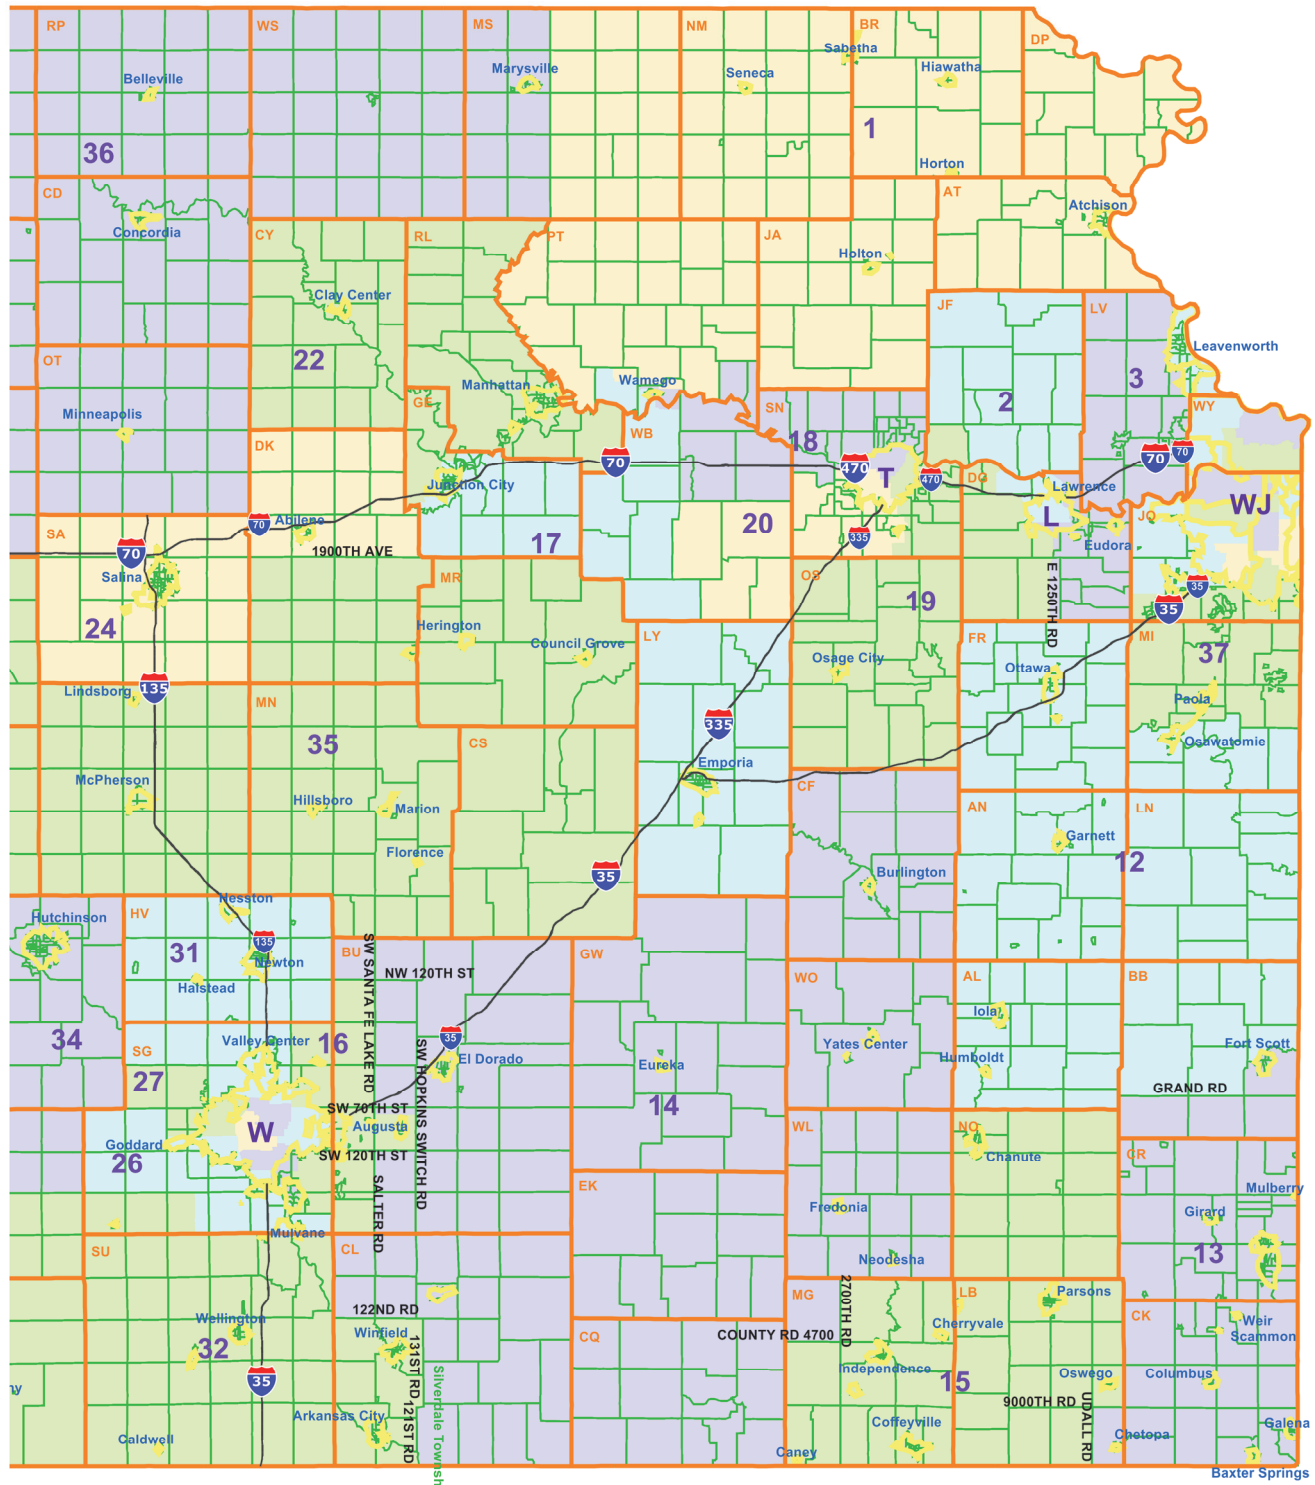 RP
WS
MS
NM
BR
DP
Sabetha
Belleville
Marysville
Seneca
Hiawatha
36
1
Horton
CD
AT
Concordia
Atchison
CY
RL
PT
JA
Holton
Clay Center
JF
LV
OT
22
Leavenworth
Manhattan
Wamego
3
GE
2
WY
Minneapolis
SN
DK
WB
18
70
70
70
470
T
470
DG
Junction City
Lawrence
WJ
SA
70
Abilene
20
L
JO
70
1900TH AVE
17
335
Eudora
Salina
MR
OS
E 1250TH RD
35
24
19
35
Herington
Council Grove
LY
FR
MI
37
Lindsborg
135
Osage City
Ottawa
MN
Paola
335
35
CS
Osawatomie
McPherson
Emporia
CF
Hillsboro
Marion
AN
LN
Garnett
Florence
35
Burlington
12
Hesston
Hutchinson
HV
135
31
Newton
BU
GW
Halstead
SW SANTA FE LAKE RD
NW 120TH ST
WO
AL
BB
Iola
34
SG
Valley Center
16
35
El Dorado
Yates Center
Humboldt
Fort Scott
27
SW HOPKINS SWITCH RD
Eureka
GRAND RD
14
SW 70TH ST
W
Augusta
WL
NO
Goddard
26
SW 120TH ST
Chanute
CR
SALTER RD
EK
Mulberry
Fredonia
Girard
Mulvane
13
SU
CL
Neodesha
2700TH RD
MG
LB
Parsons
122ND RD
CK
Wellington
Winfield
CQ
COUNTY RD 4700
Cherryvale
Weir
Scammon
32
131ST RD
Silverdale Townsh
Independence
35
15
Oswego
Columbus
ny
121ST RD
9000TH RD
UDALL RD
Arkansas City
Coffeyville
Galena
Caldwell
Chetopa
Caney
Baxter Springs